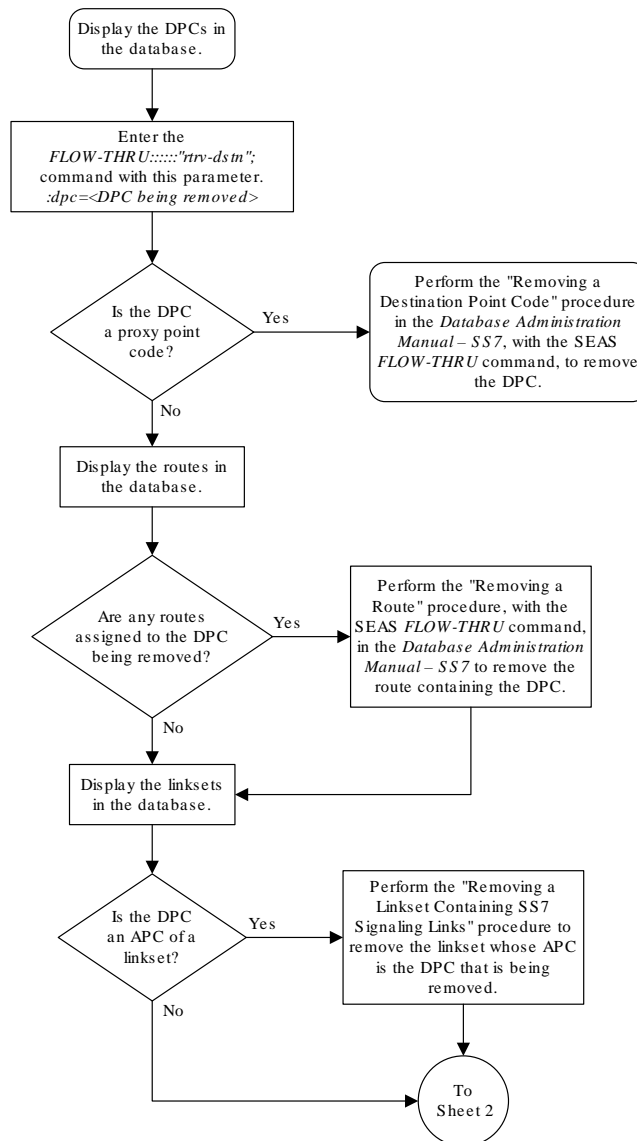 Display the DPCs in
the database.
Enter the
FLOW-THRU::::::"rtrv-dstn";
command with this parameter.
:dpc=<DPC being removed>
Is the DPC
a proxy point
code?
Yes
Perform the "Removing a
Destination Point Code" procedure
in the Database Administration
Manual – SS7, with the SEAS
FLOW-THRU command, to remove
the DPC.
No
Display the routes in
the database.
Are any routes
assigned to the DPC
being removed?
Yes
Perform the "Removing a
Route" procedure, with the
SEAS FLOW-THRU command,
in the Database Administration
Manual – SS7 to remove the
route containing the DPC.
No
Display the linksets
in the database.
Is the DPC
an APC of a
linkset?
Yes
Perform the "Removing a
Linkset Containing SS7
Signaling Links" procedure to
remove the linkset whose APC
is the DPC that is being
removed.
No
To
Sheet 2